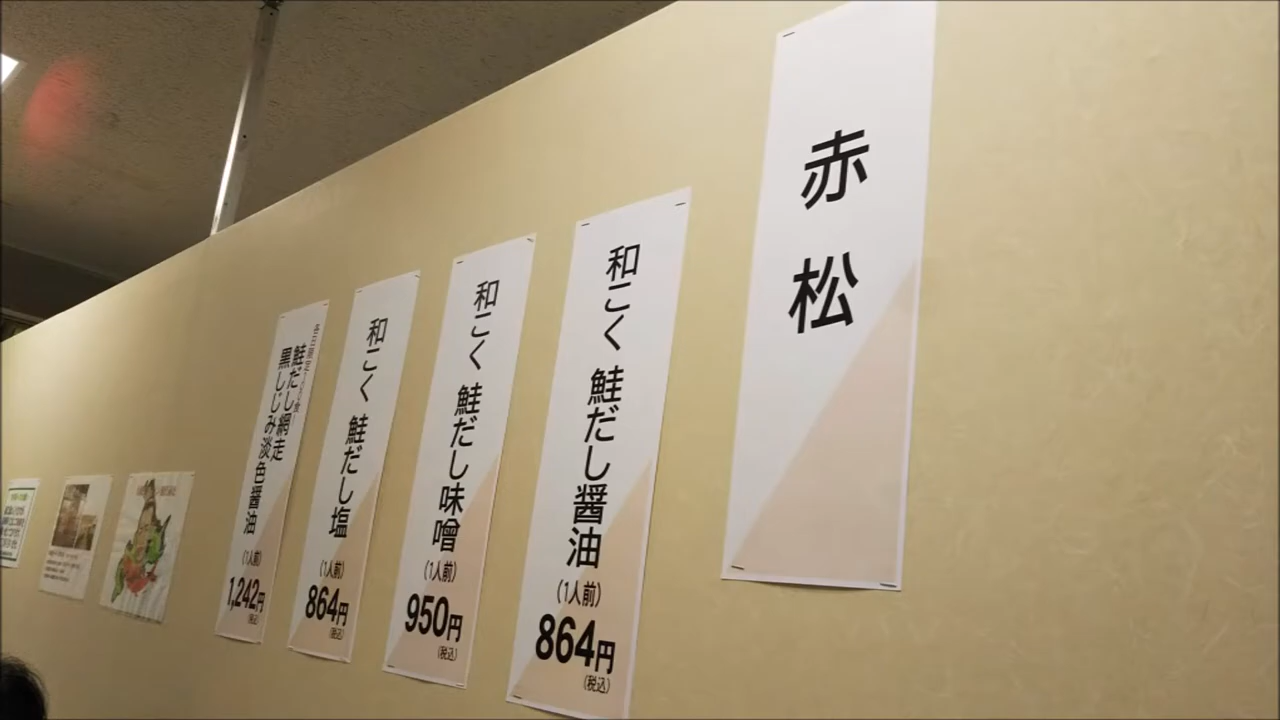 赤松
和こく 鮭だし醤油
(1人前)
864円
(税込)
和こく 鮭だし味噌
(1人前)
950円
(税込)
和こく 鮭だし塩
(1人前)
864円
(税込)
鮭だし網走
黒しじみ淡色醤油
(1人前)
1,242円
(税込)